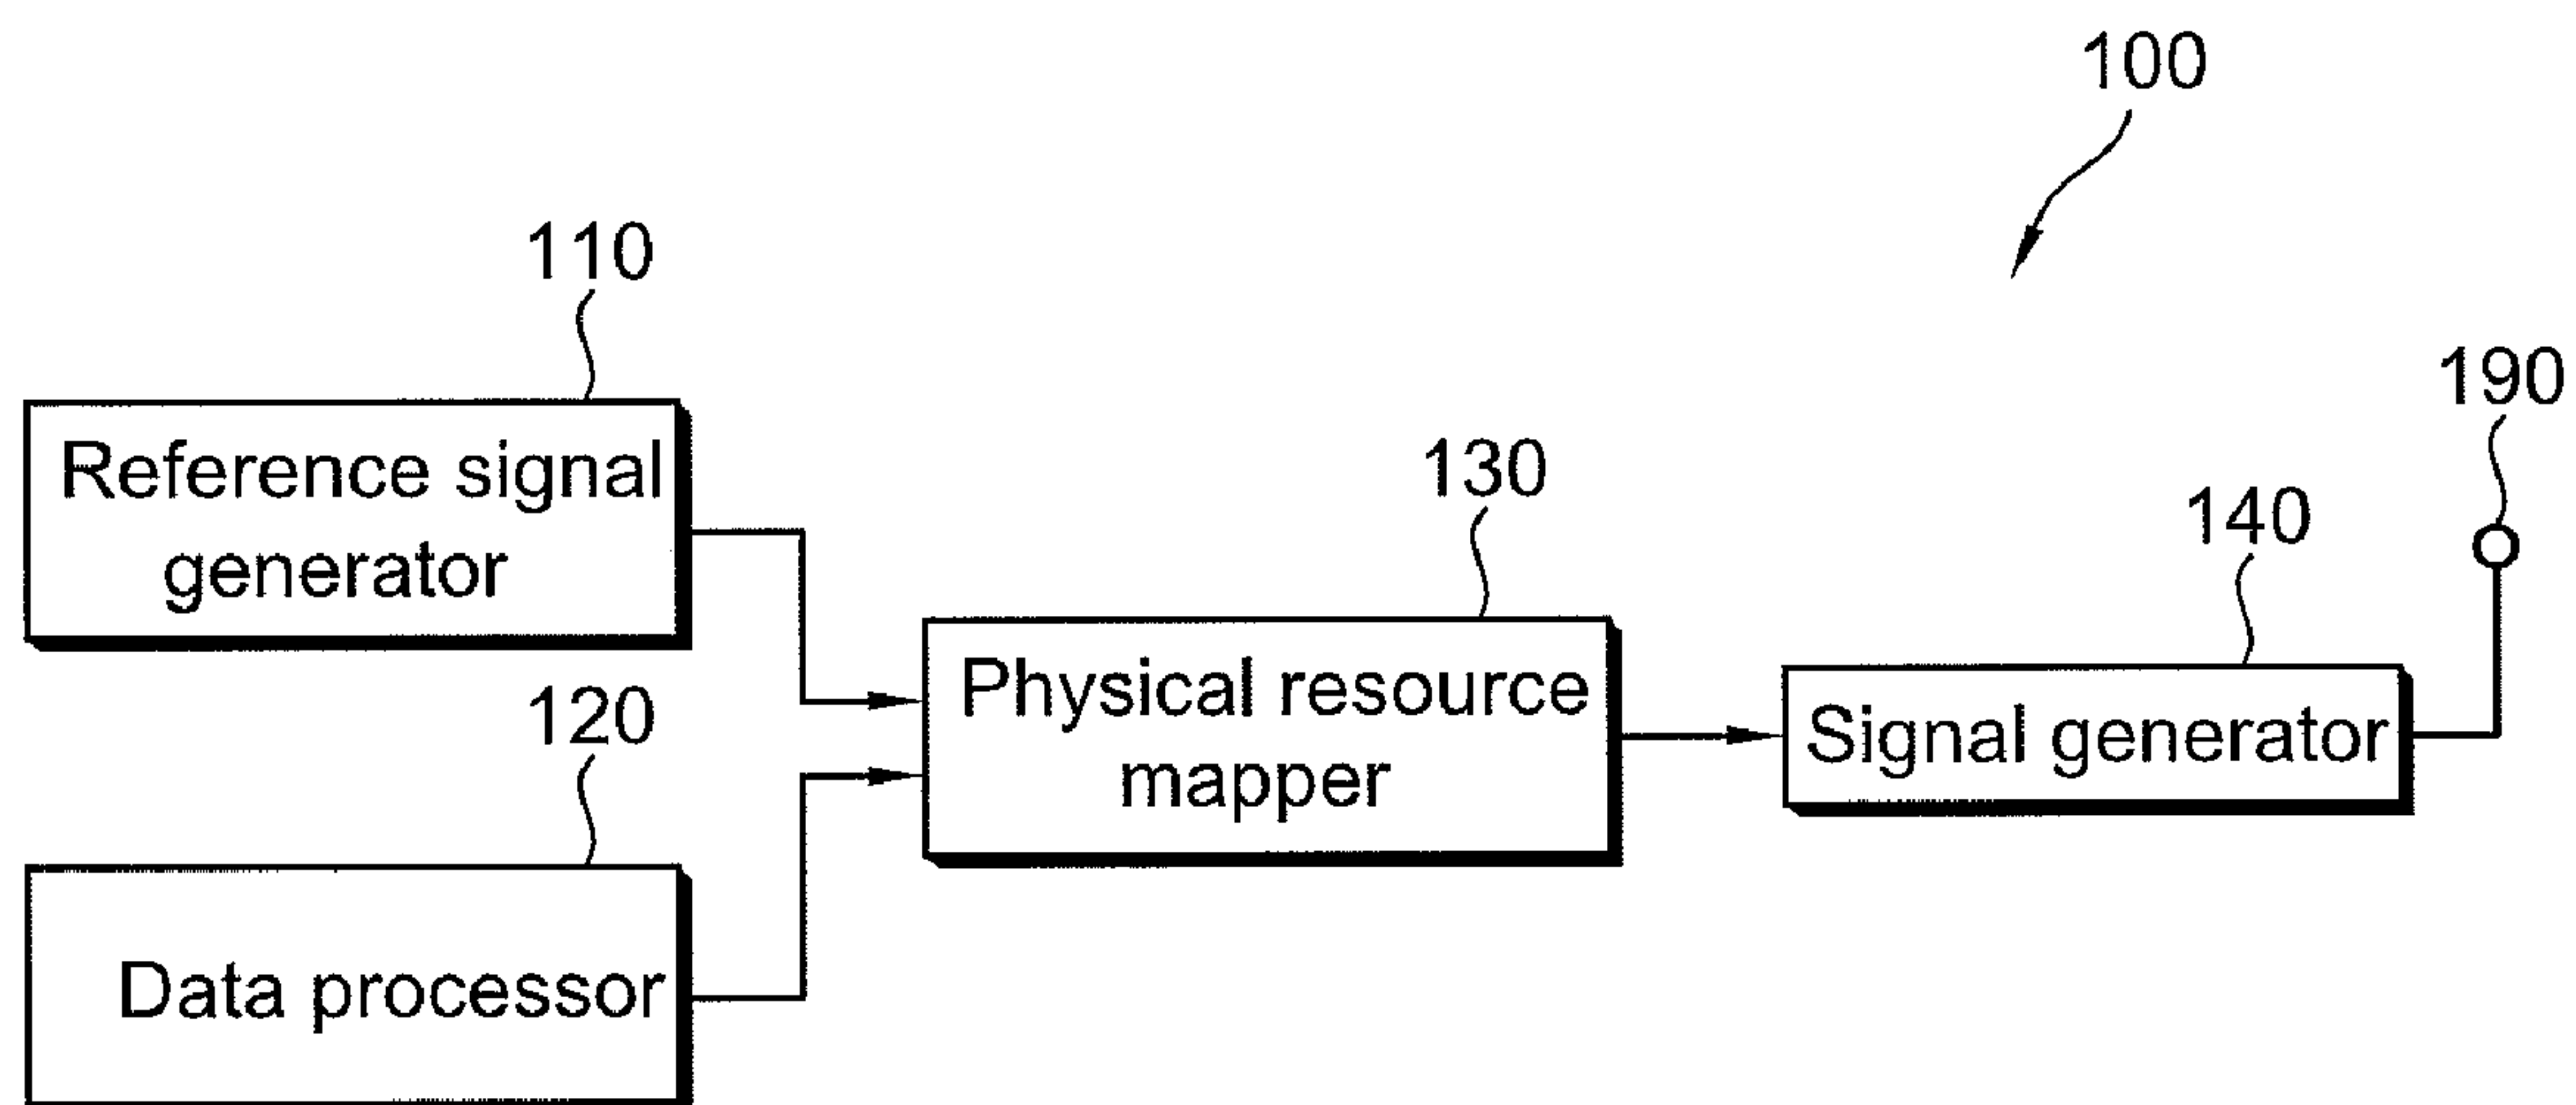 100
110
190
Reference signal
generator
130
140
120
Physical resource
mapper
Signal generator
Data processor